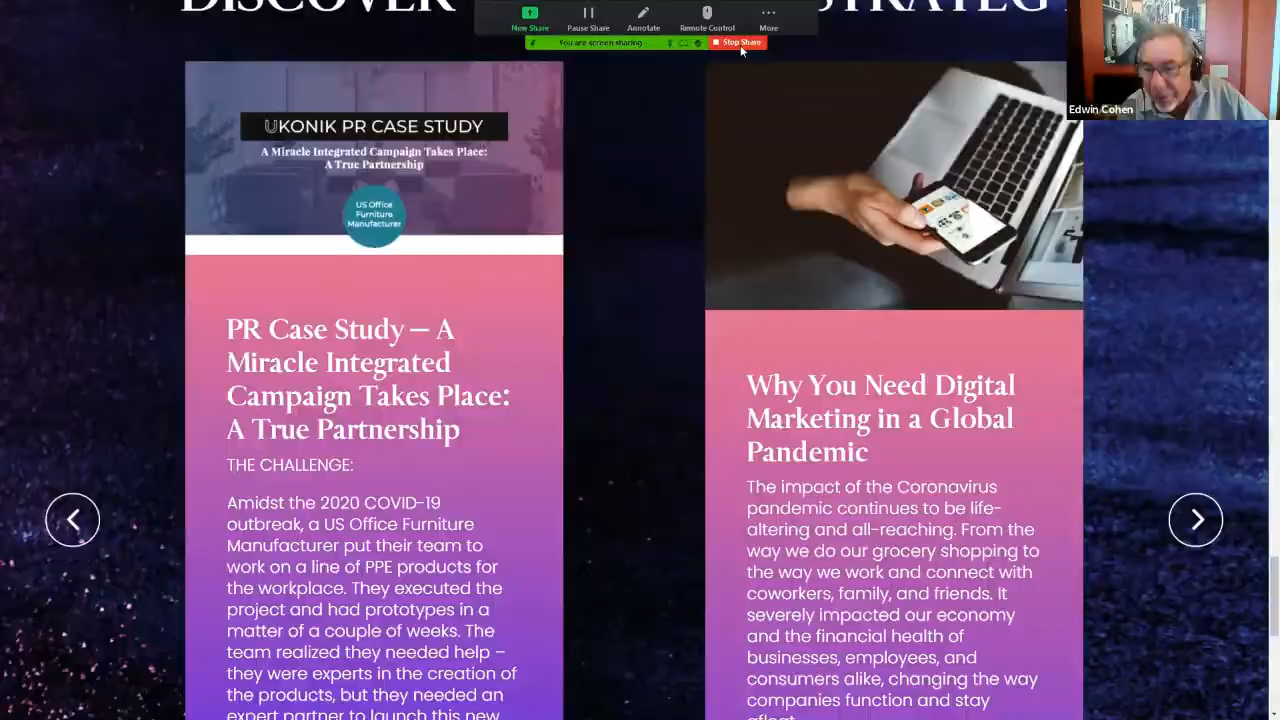 DISCOVER
STRATEG
New Share
Pause Share
Annotate
Remote Control
More
You are screen sharing
Stop Share
Edwin Cohen
UKONIK PR CASE STUDY
A Miracle Integrated Campaign Takes Place:
A True Partnership
US Office
Furniture
Manufacturer
PR Case Study — A
Miracle Integrated
Campaign Takes Place:
A True Partnership
THE CHALLENGE:
Amidst the 2020 COVID-19
outbreak, a US Office Furniture
Manufacturer put their team to
work on a line of PPE products for
the workplace. They executed the
project and had prototypes in a
matter of a couple of weeks. The
team realized they needed help –
they were experts in the creation of
the products, but they needed an
expert partner to launch this new
Why You Need Digital
Marketing in a Global
Pandemic
The impact of the Coronavirus
pandemic continues to be life-
altering and all-reaching. From the
way we do our grocery shopping to
the way we work and connect with
coworkers, family, and friends. It
severely impacted our economy
and the financial health of
businesses, employees, and
consumers alike, changing the way
companies function and stay
afloat.